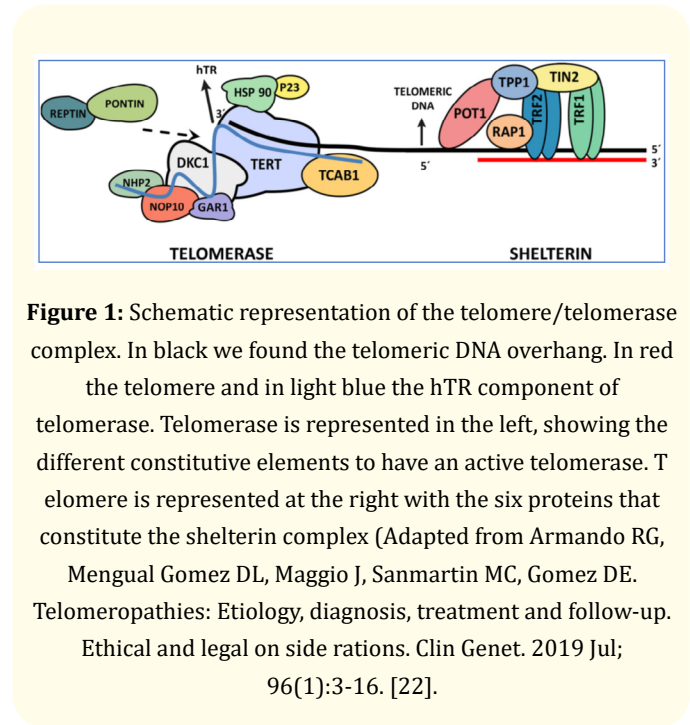 hTR
HSP 90
P23
REPTIN
PONTIN
3´
DKC1
TERT
NHP2
NOP10
GAR1
TCAB1
TELOMERIC
DNA
5´
POT1
TPP1
TIN2
RAP1
TRF2
TRF1
5´
3´
TELOMERASE
SHELTERIN
Figure 1: Schematic representation of the telomere/telomerase
complex. In black we found the telomeric DNA overhang. In red
the telomere and in light blue the hTR component of
telomerase. Telomerase is represented in the left, showing the
different constitutive elements to have an active telomerase. T
elomere is represented at the right with the six proteins that
constitute the shelterin complex (Adapted from Armando RG,
Mengual Gomez DL, Maggio J, Sanmartin MC, Gomez DE.
Telomeropathies: Etiology, diagnosis, treatment and follow-up.
Ethical and legal on side rations. Clin Genet. 2019 Jul;
96(1):3-16. [22].